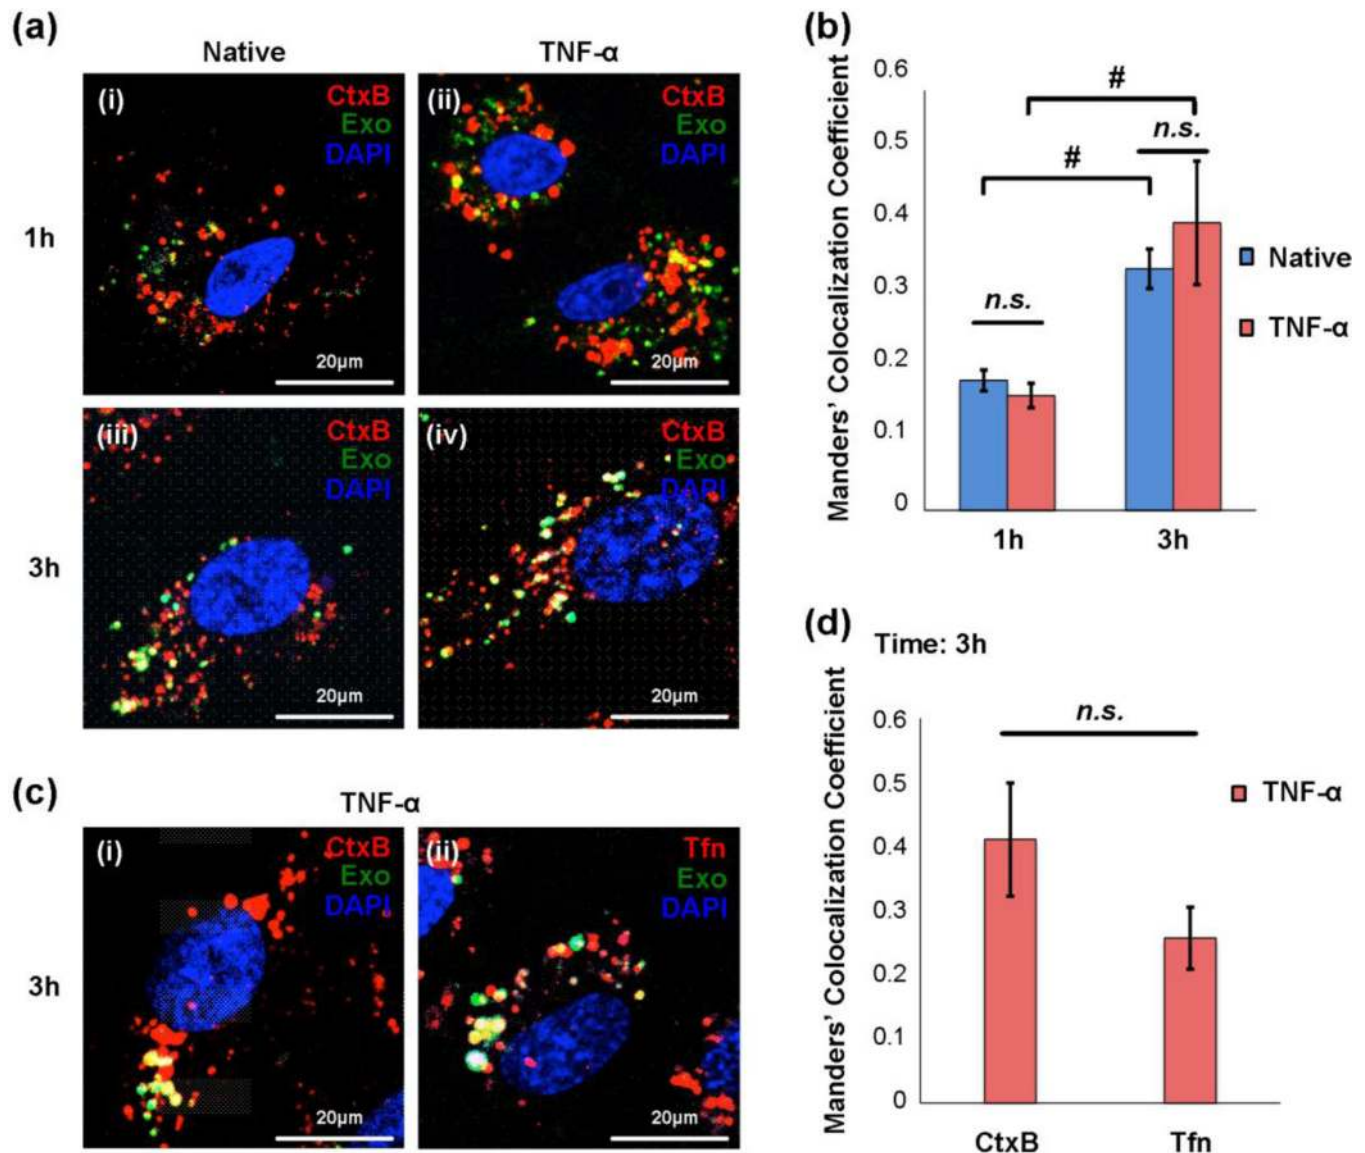 (a)
Native
TNF-α
1h
(i)
CtxB
Exo
DAPI
20μm
(ii)
CtxB
Exo
DAPI
20μm
3h
(iii)
CtxB
Exo
DAPI
20μm
(iv)
CtxB
Exo
DAPI
20μm
(b)
Manders' Colocalization Coefficient
0.6
0.5
0.4
0.3
0.2
0.1
0
#
n.s.
#
n.s.
1h
3h
Native
TNF-α
(c)
TNF-α
3h
(i)
CtxB
Exo
DAPI
20μm
(ii)
Tfn
Exo
DAPI
20μm
(d)
Time: 3h
Manders' Colocalization Coefficient
0.6
0.5
0.4
0.3
0.2
0.1
0
n.s.
TNF-α
CtxB
Tfn